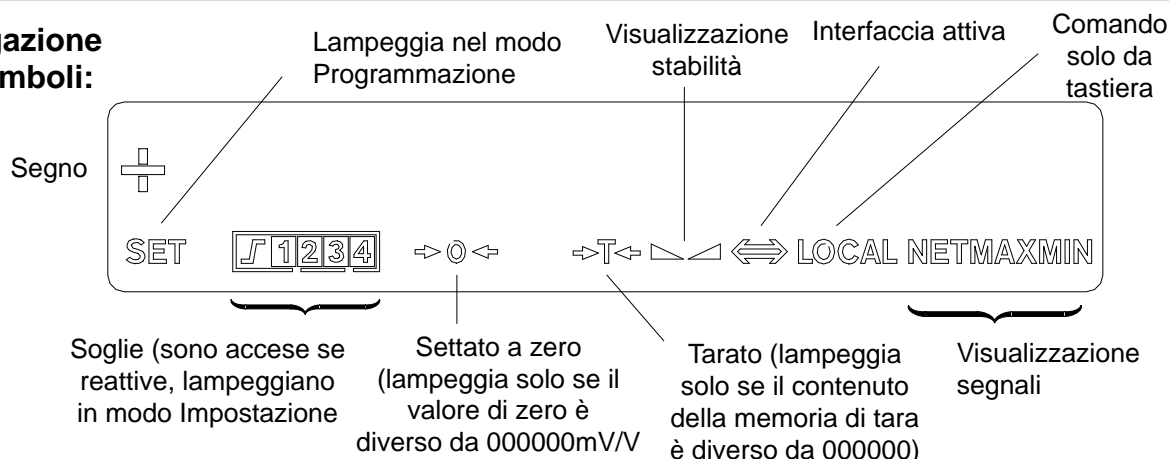 gazione
mboli:
Lampeggia nel modo
Programmazione
Visualizzazione
stabilità
Interfaccia attiva
Comando
solo da
tastiera
Segno
SET
1 2 3 4
0
T
LOCAL NETMAXMIN
Soglie (sono accese se
reattive, lampeggiano
in modo Impostazione
Settato a zero
(lampeggia solo se il
valore di zero è
diverso da 000000mV/V
Tarato (lampeggia
solo se il contenuto
della memoria di tara
è diverso da 000000)
Visualizzazione
segnali